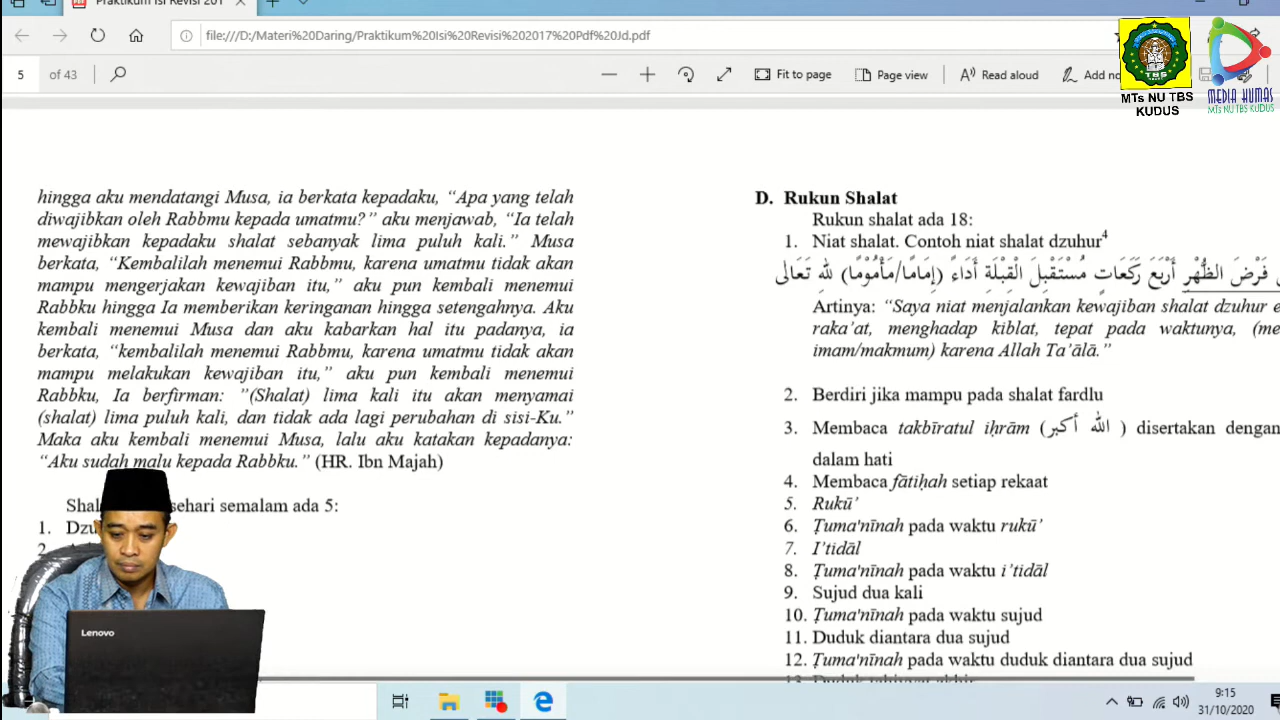 Praktikum Isi Revisi 201
file:///D:/Materi%20Daring/Praktikum%20Isi%20Revisi%202017%20Pdf%20Jd.pdf
5 of 43
Fit to page
Page view
Read aloud
Add no
MTs NU TBS
KUDUS
MEDIA HUMAS
MTs NU TBS KUDUS
hingga aku mendatangi Musa, ia berkata kepadaku, “Apa yang telah
diwajibkan oleh Rabbmu kepada umatmu?” aku menjawab, “Ia telah
mewajibkan kepadaku shalat sebanyak lima puluh kali.” Musa
berkata, “Kembalilah menemui Rabbmu, karena umatmu tidak akan
mampu mengerjakan kewajiban itu,” aku pun kembali menemui
Rabbku hingga Ia memberikan keringanan hingga setengahnya. Aku
kembali menemui Musa dan aku kabarkan hal itu padanya, ia
berkata, “kembalilah menemui Rabbmu, karena umatmu tidak akan
mampu melakukan kewajiban itu,” aku pun kembali menemui
Rabbku, Ia berfirman: ”(Shalat) lima kali itu akan menyamai
(shalat) lima puluh kali, dan tidak ada lagi perubahan di sisi-Ku.”
Maka aku kembali menemui Musa, lalu aku katakan kepadanya:
“Aku sudah malu kepada Rabbku.” (HR. Ibn Majah)
Shal sehari semalam ada 5:
1. Dzu
2.
D. Rukun Shalat
Rukun shalat ada 18:
1. Niat shalat. Contoh niat shalat dzuhur4
فَرْضَ الظُّهْرِ أَرْبَعَ رَكَعَاتٍ مُسْتَقْبِلَ الْقِبْلَةِ أَدَاءً (إِمَامًا/مَأْمُوْمًا) لِلّٰهِ تَعَالَى
Artinya: “Saya niat menjalankan kewajiban shalat dzuhur e
raka’at, menghadap kiblat, tepat pada waktunya, (me
imam/makmum) karena Allah Ta’ālā.”
2. Berdiri jika mampu pada shalat fardlu
3. Membaca takbīratul iḥrām (الله أكبر ) disertakan dengan
dalam hati
4. Membaca fātiḥah setiap rekaat
5. Rukū’
6. Ṭuma'nīnah pada waktu rukū’
7. I’tidāl
8. Ṭuma'nīnah pada waktu i’tidāl
9. Sujud dua kali
10. Ṭuma'nīnah pada waktu sujud
11. Duduk diantara dua sujud
12. Ṭuma'nīnah pada waktu duduk diantara dua sujud
Lenovo
9:15
31/10/2020